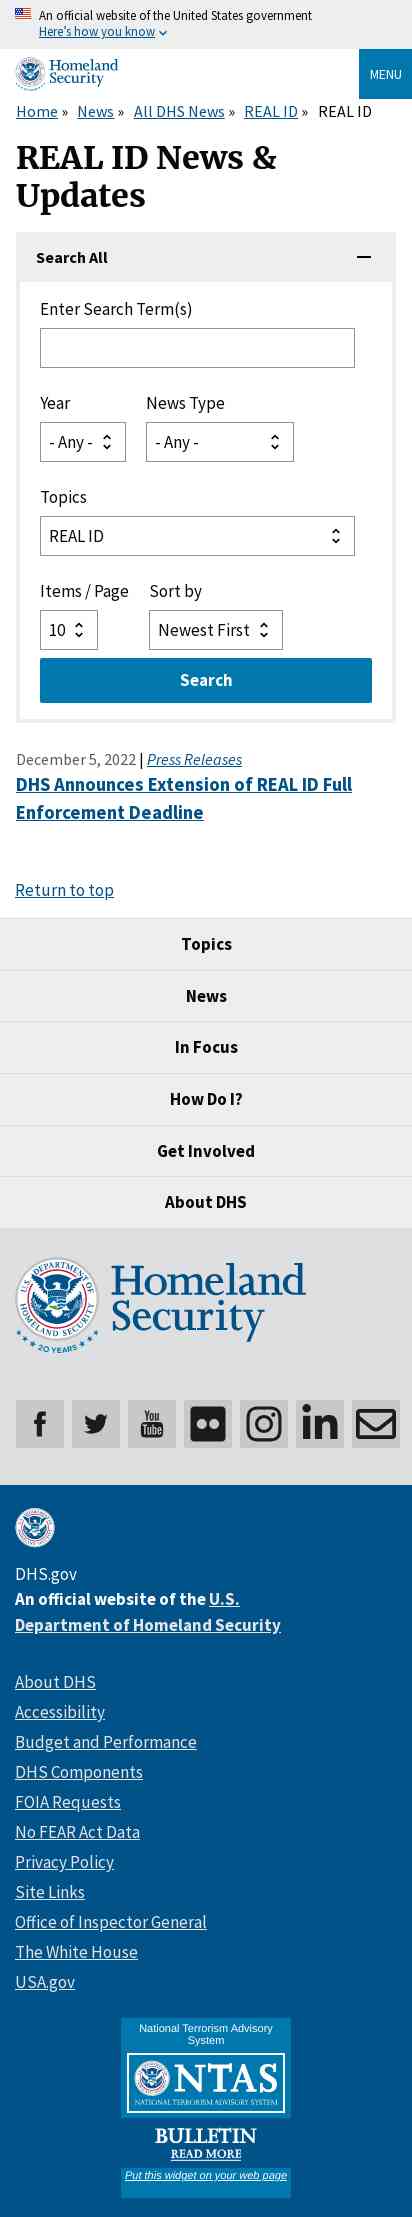 An official website of the United States government
Here's how you know
Homeland
Security
MENU
Home » News » All DHS News » REAL ID » REAL ID
REAL ID News &
Updates
Search All
Enter Search Term(s)
Year News Type
- Any - - Any -
Topics
REAL ID
Items / Page Sort by
10 Newest First
Search
December 5, 2022 | Press Releases
DHS Announces Extension of REAL ID Full
Enforcement Deadline
Return to top
Topics
News
In Focus
How Do I?
Get Involved
About DHS
U.S. DEPARTMENT OF
HOMELAND SECURITY
20 YEARS
Homeland
Security
You
Tube
in
DHS.gov
An official website of the U.S.
Department of Homeland Security
About DHS
Accessibility
Budget and Performance
DHS Components
FOIA Requests
No FEAR Act Data
Privacy Policy
Site Links
Office of Inspector General
The White House
USA.gov
National Terrorism Advisory
System
NTAS
NATIONAL TERRORISM ADVISORY SYSTEM
BULLETIN
READ MORE
Put this widget on your web page